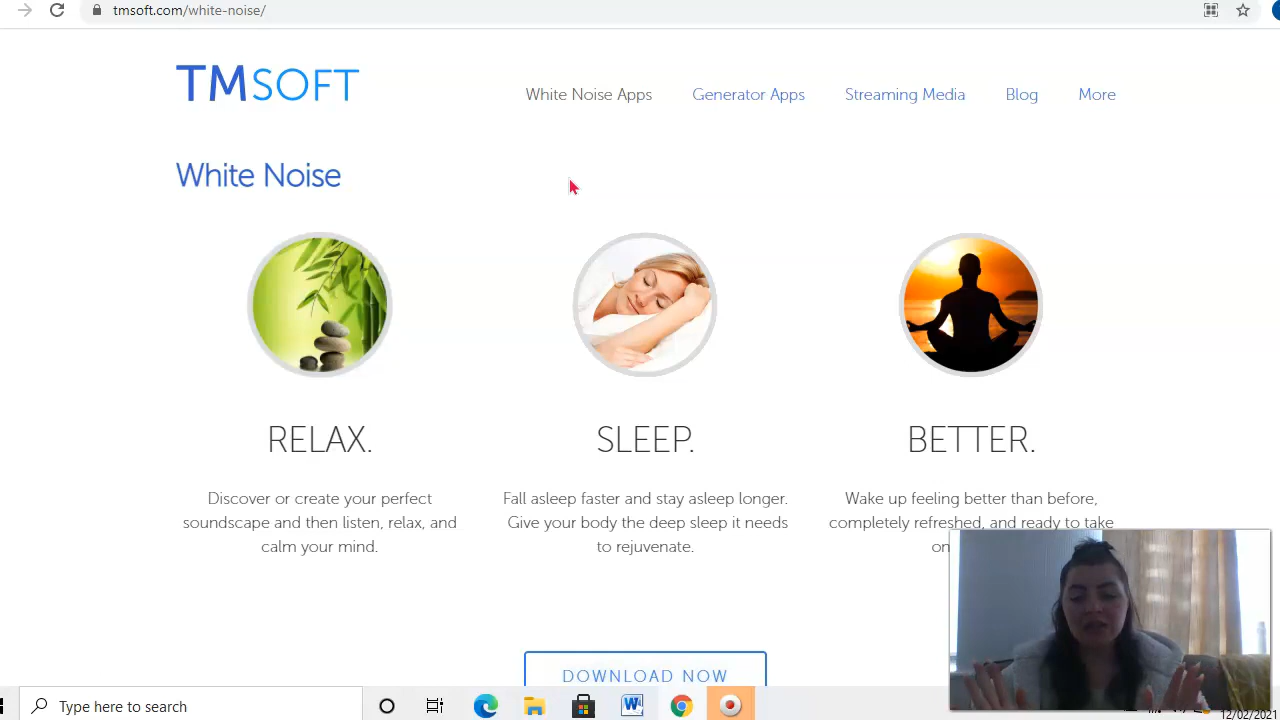 tmsoft.com/white-noise/
TMSOFT
White Noise Apps
Generator Apps
Streaming Media
Blog
More
White Noise
RELAX.
Discover or create your perfect
soundscape and then listen, relax, and
calm your mind.
SLEEP.
Fall asleep faster and stay asleep longer.
Give your body the deep sleep it needs
to rejuvenate.
BETTER.
Wake up feeling better than before,
completely refreshed, and ready to take
on
DOWNLOAD NOW
Type here to search
12/02/2021